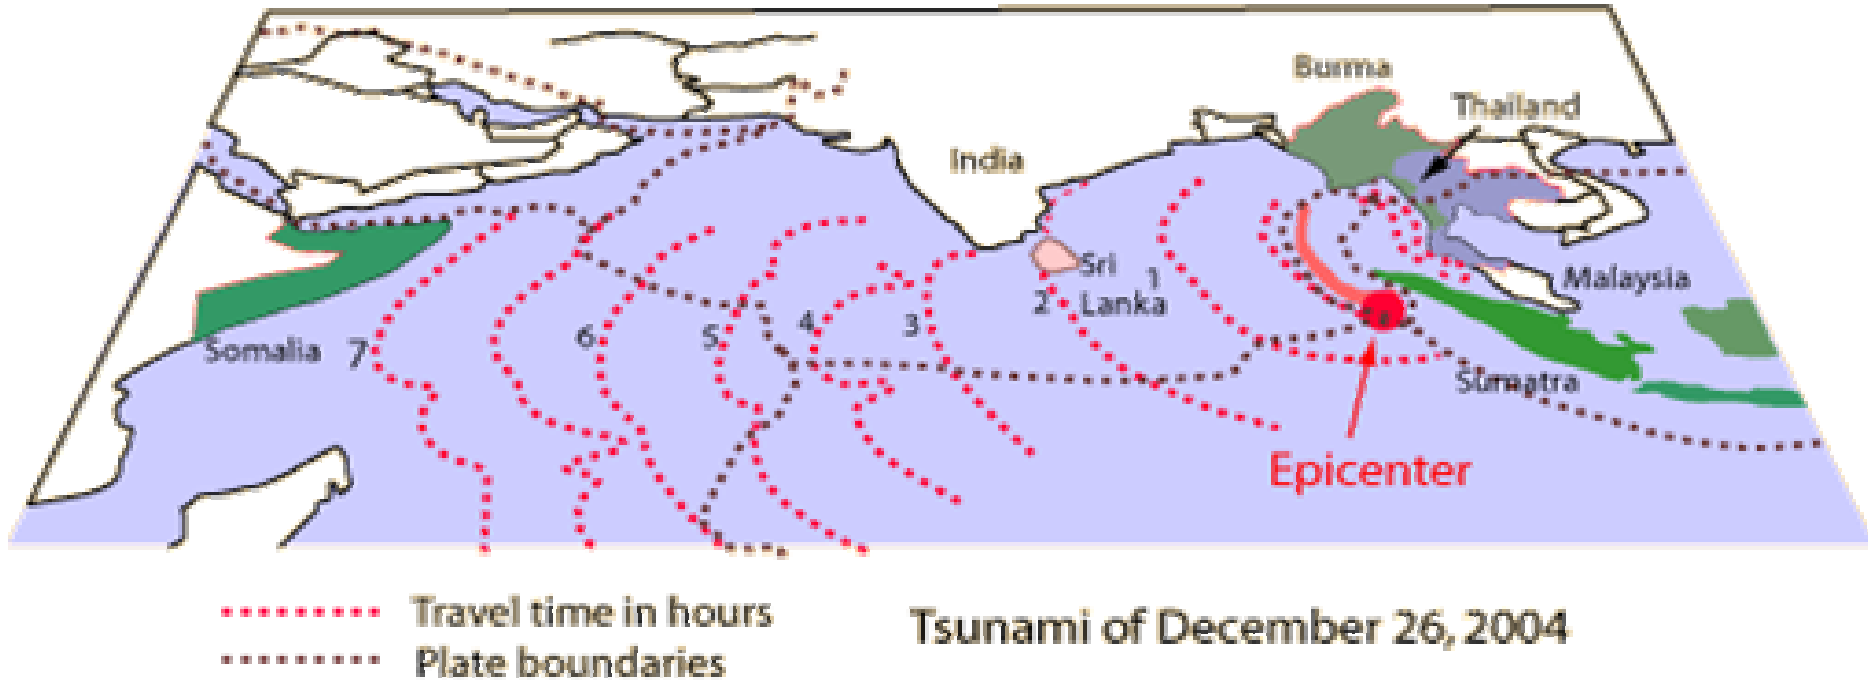 Burma
Thailand
India
Sri
Lanka
1
2
3
4
5
6
7
Malaysia
Somalia
Sumatra
Epicenter
Travel time in hours
Plate boundaries
Tsunami of December 26, 2004